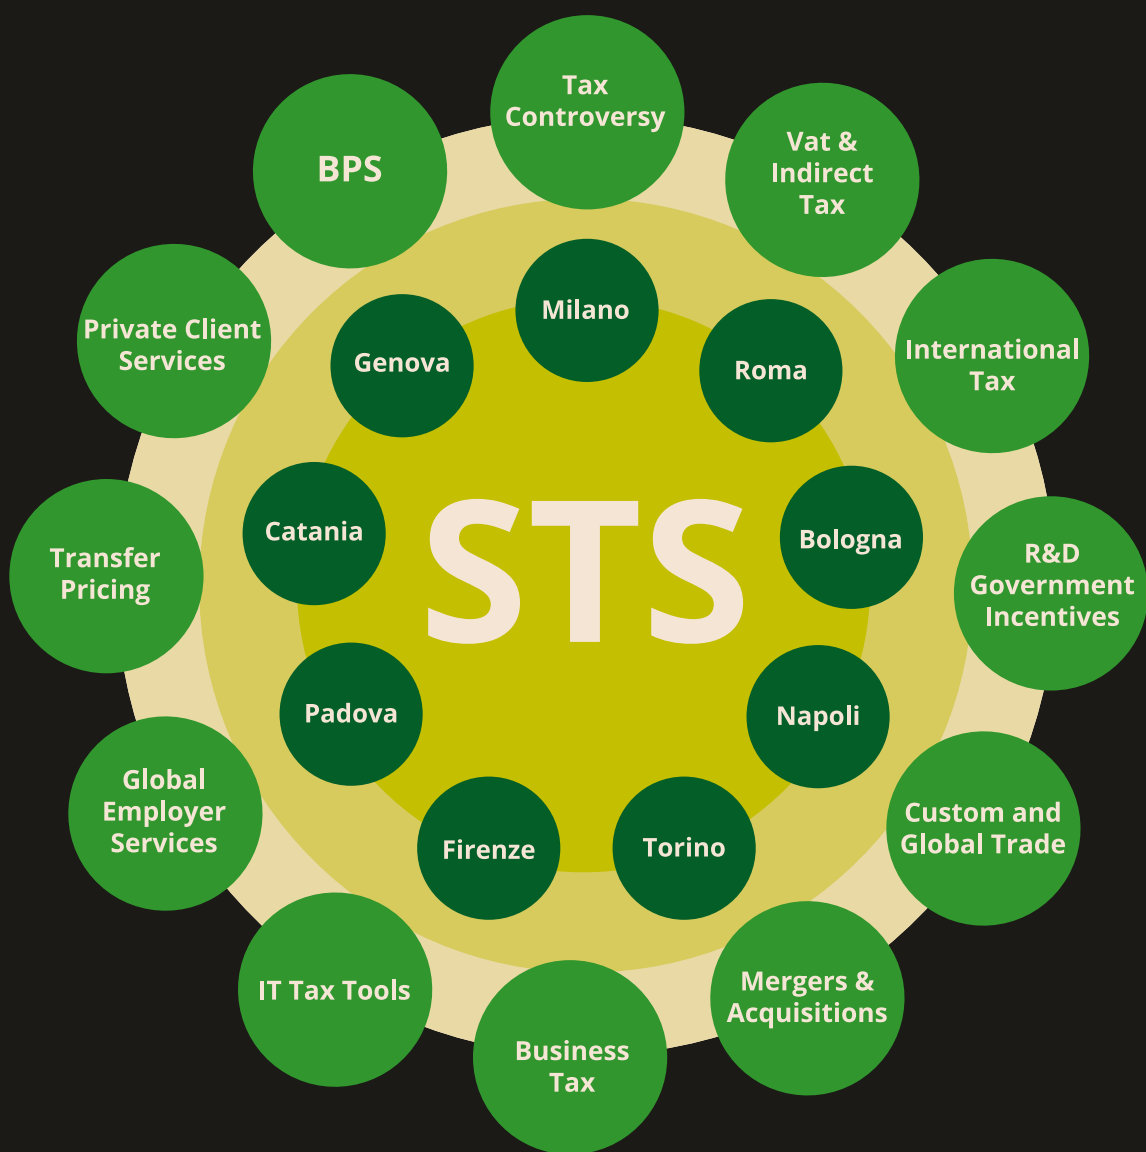 Tax
Controversy
Vat &
Indirect
Tax
International
Tax
R&D
Government
Incentives
Custom and
Global Trade
Mergers &
Acquisitions
Business
Tax
IT Tax Tools
Global
Employer
Services
Transfer
Pricing
Private Client
Services
BPS
Milano
Roma
Bologna
Napoli
Torino
Firenze
Padova
Catania
Genova
STS